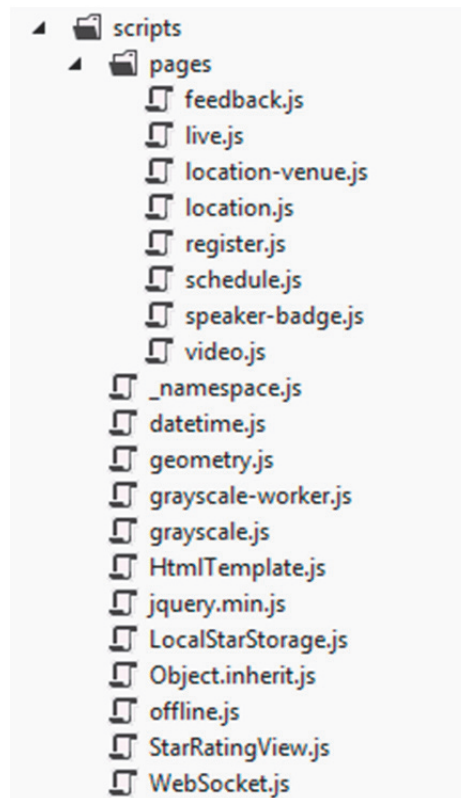 scripts
pages
feedback.js
live.js
location-venue.js
location.js
register.js
schedule.js
speaker-badge.js
video.js
_namespace.js
datetime.js
geometry.js
grayscale-worker.js
grayscale.js
HtmlTemplate.js
jquery.min.js
LocalStarStorage.js
Object.inherit.js
offline.js
StarRatingView.js
WebSocket.js